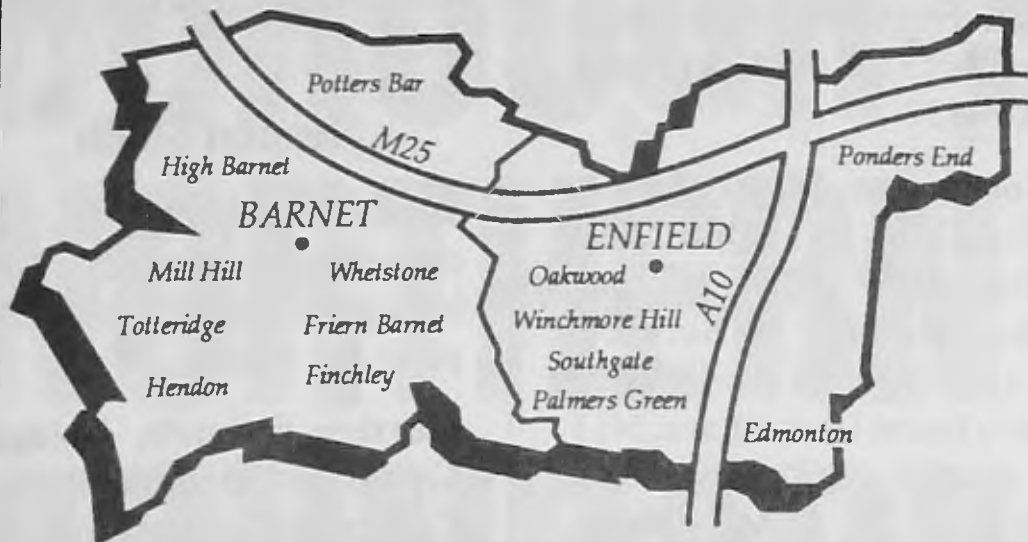 Potters Bar
M25
High Barnet
Ponders End
BARNET
ENFIELD
Mill Hill
Whetstone
Oakwood
A10
Totteridge
Friern Barnet
Winchmore Hill
Hendon
Finchley
Southgate
Palmers Green
Edmonton